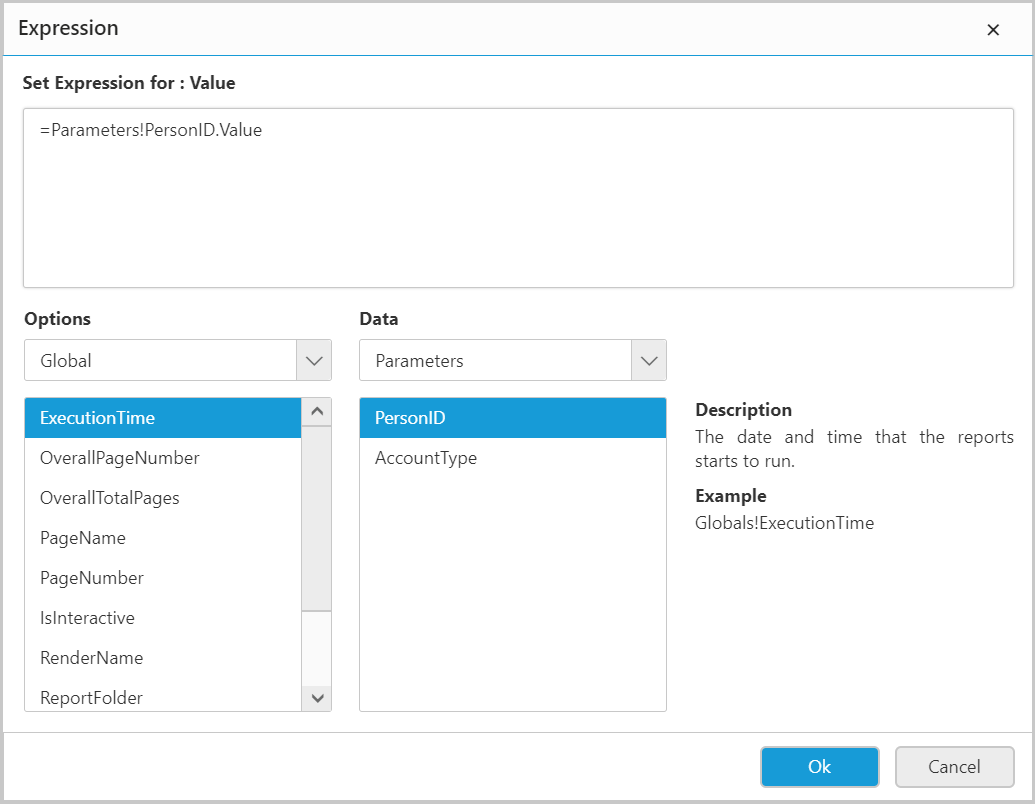 Expression
Set Expression for : Value
=Parameters!PersonID.Value
Options
Global
ExecutionTime
OverallPageNumber
OverallTotalPages
PageName
PageNumber
IsInteractive
RenderName
ReportFolder
Data
Parameters
PersonID
AccountType
Description
The date and time that the reports
starts to run.
Example
Globals!ExecutionTime
Ok
Cancel